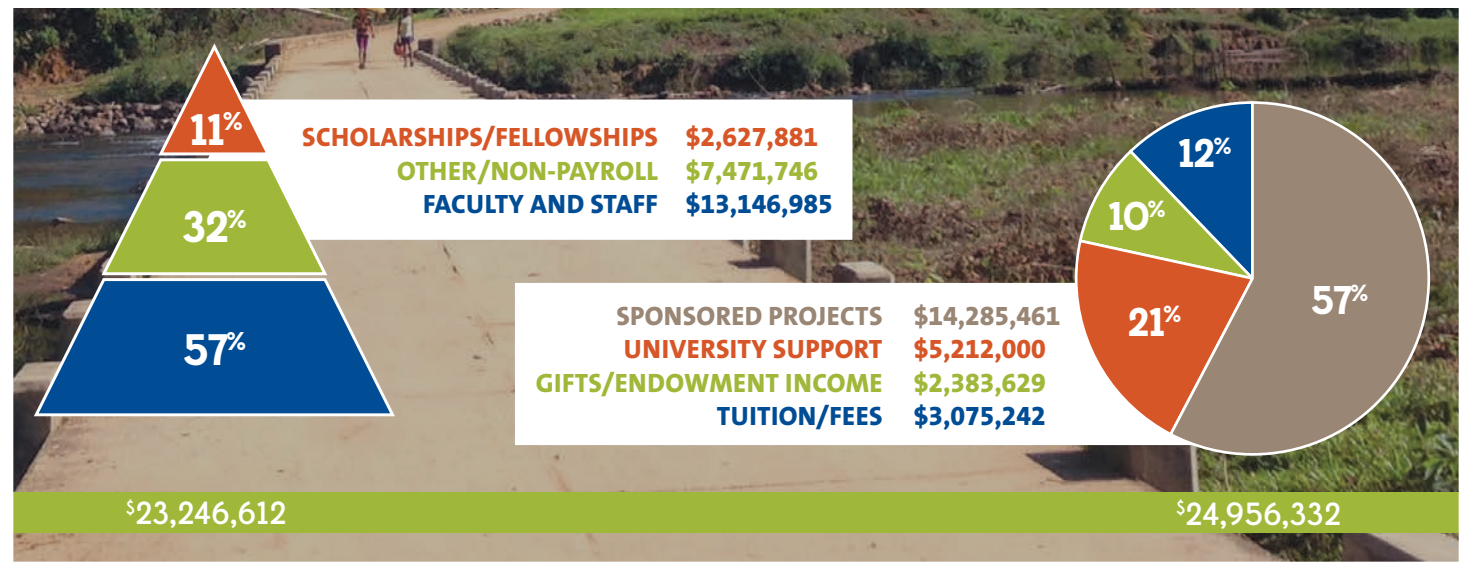 11%
SCHOLARSHIPS/FELLOWSHIPS $2,627,881
OTHER/NON-PAYROLL $7,471,746
FACULTY AND STAFF $13,146,985
32%
57%
12%
10%
21%
57%
SPONSORED PROJECTS $14,285,461
UNIVERSITY SUPPORT $5,212,000
GIFTS/ENDOWMENT INCOME $2,383,629
TUITION/FEES $3,075,242
$23,246,612
$24,956,332